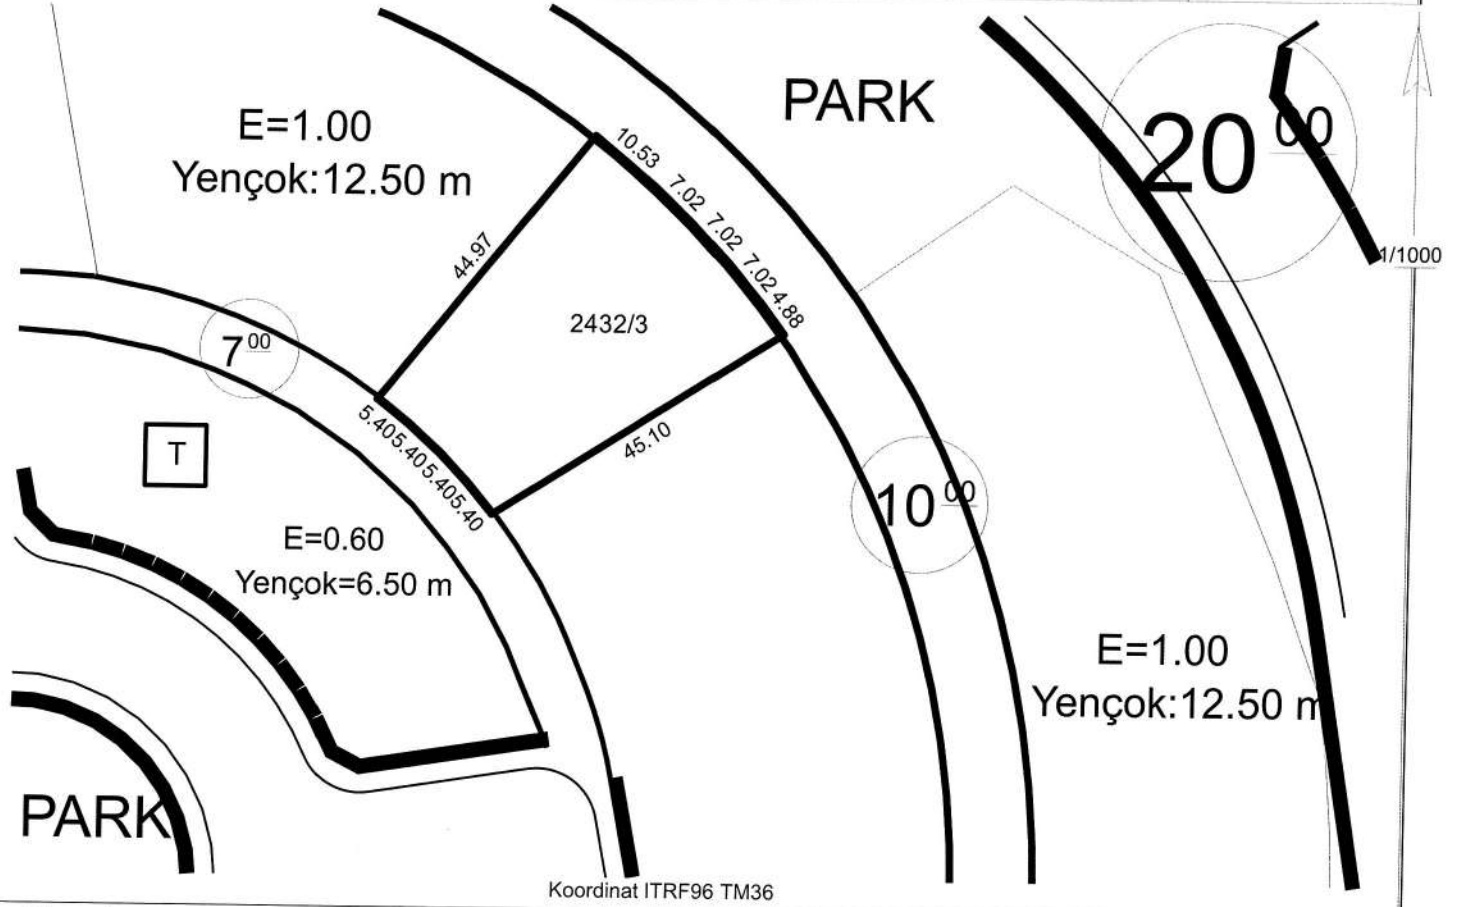 PARK
20 00
E=1.00
Yençok:12.50 m
10.53
7.02
7.02
7.02
4.88
44.97
1/1000
2432/3
7 00
5.40
5.40
5.40
5.40
45.10
T
10 00
E=0.60
Yençok=6.50 m
E=1.00
Yençok:12.50 m
PARK
Koordinat ITRF96 TM36